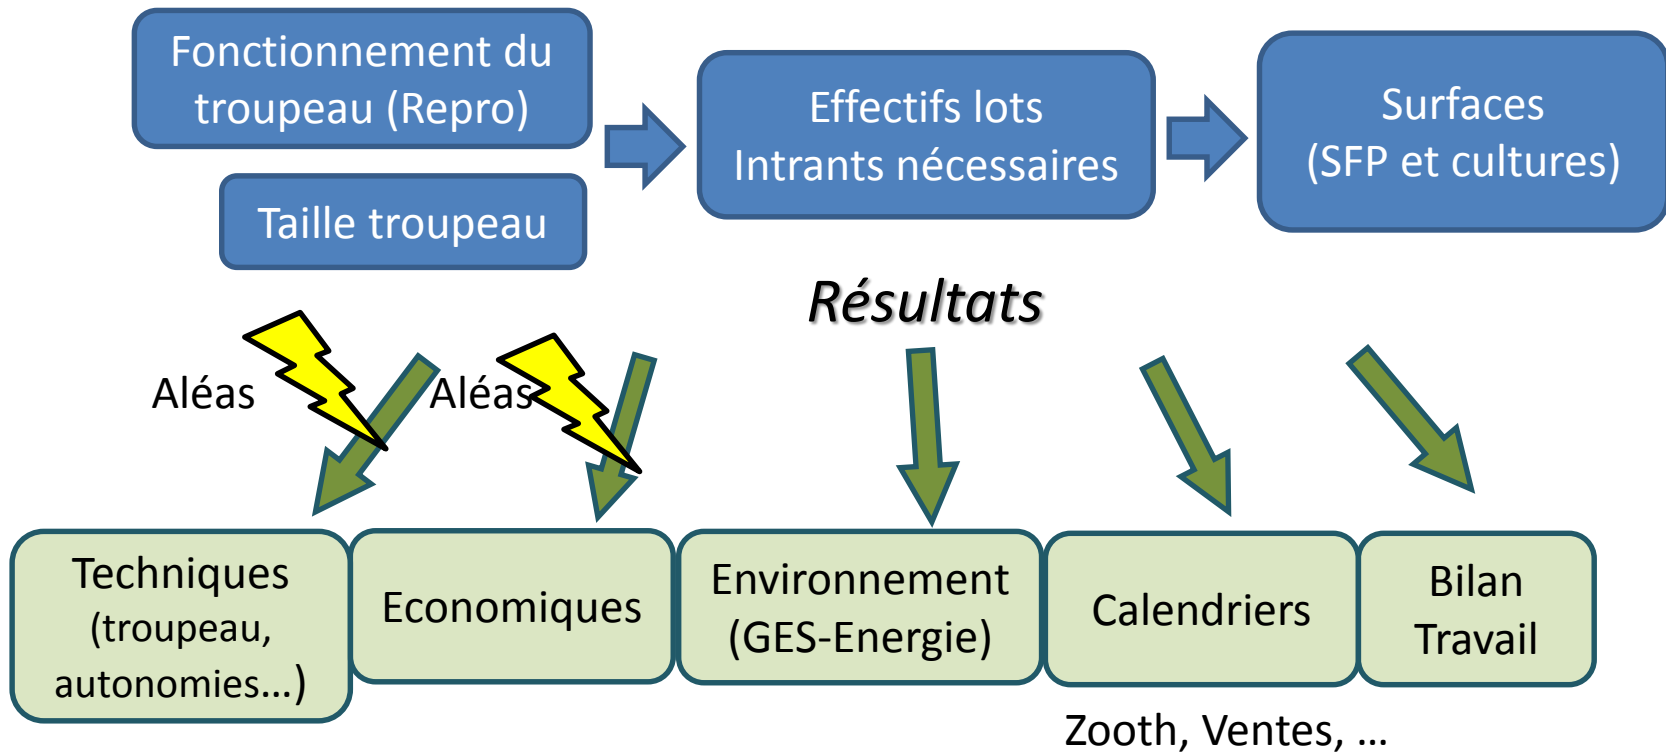 Fonctionnement du
troupeau (Repro)
Taille troupeau
Effectifs lots
Intrants nécessaires
Surfaces
(SFP et cultures)
Résultats
Aléas
Aléas
Techniques
(troupeau,
autonomies...)
Economiques
Environnement
(GES-Energie)
Calendriers
Bilan
Travail
Zooth, Ventes, ...